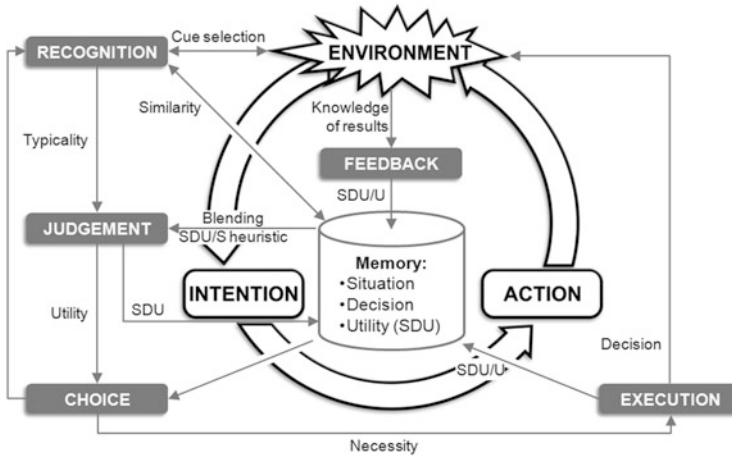 RECOGNITION
Cue selection
ENVIRONMENT
Similarity
Knowledge
of results
Typicality
FEEDBACK
SDU/U
JUDGEMENT
Blending
SDU/S heuristic
Memory:
•Situation
•Decision
•Utility (SDU)
INTENTION
ACTION
Utility
SDU
Decision
SDU/U
CHOICE
EXECUTION
Necessity